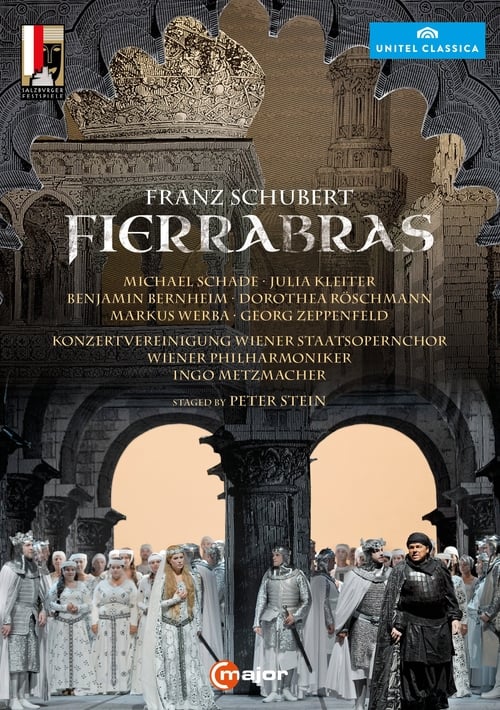 SALZBURGER
FESTSPIELE
UNITEL CLASSICA
FRANZ SCHUBERT
FIERRABRAS
MICHAEL SCHADE · JULIA KLEITER
BENJAMIN BERNHEIM · DOROTHEA RÖSCHMANN
MARKUS WERBA · GEORG ZEPPENFELD
KONZERTVEREINIGUNG WIENER STAATSOPERNCHOR
WIENER PHILHARMONIKER
INGO METZMACHER
STAGED BY PETER STEIN
C major